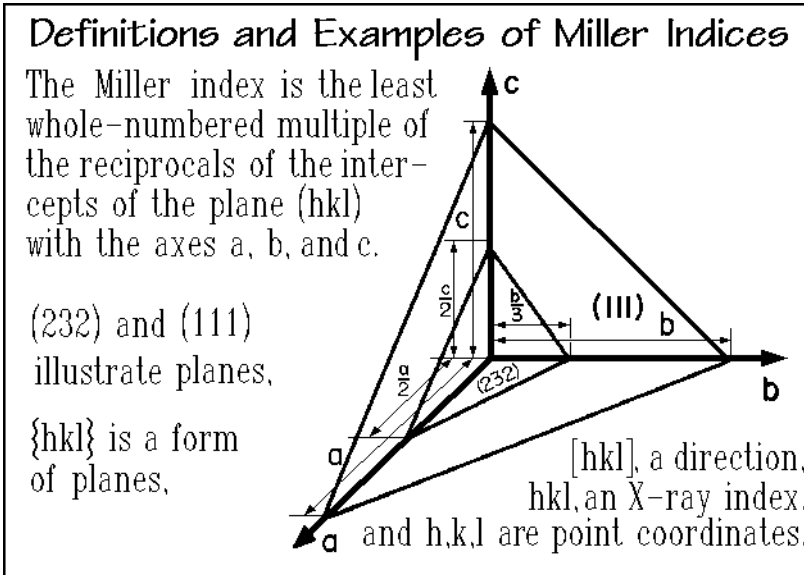 Definitions and Examples of Miller Indices
The Miller index is the least
whole-numbered multiple of
the reciprocals of the inter-
cepts of the plane (hkl)
with the axes a, b, and c.
(232) and (111)
illustrate planes,
{hkl} is a form
of planes,
c
c
c/2
b/3
(111)
b
b
a/2
(232)
a
a
[hkl], a direction,
hkl, an X-ray index,
and h,k,l are point coordinates.